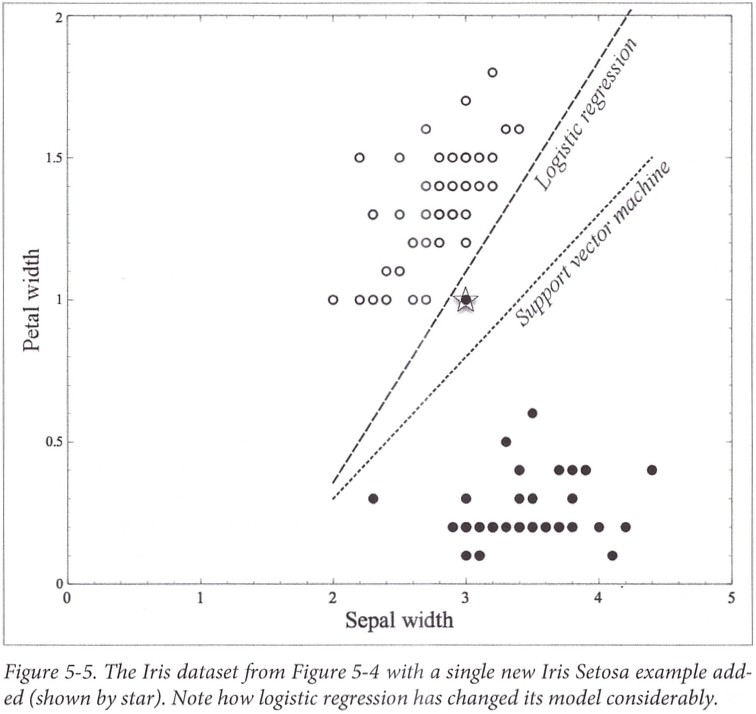 2
1.5
1
0.5
0
0
1
2
3
4
5
Petal width
Sepal width
Logistic regression
Support vector machine
Figure 5-5. The Iris dataset from Figure 5-4 with a single new Iris Setosa example add-
ed (shown by star). Note how logistic regression has changed its model considerably.